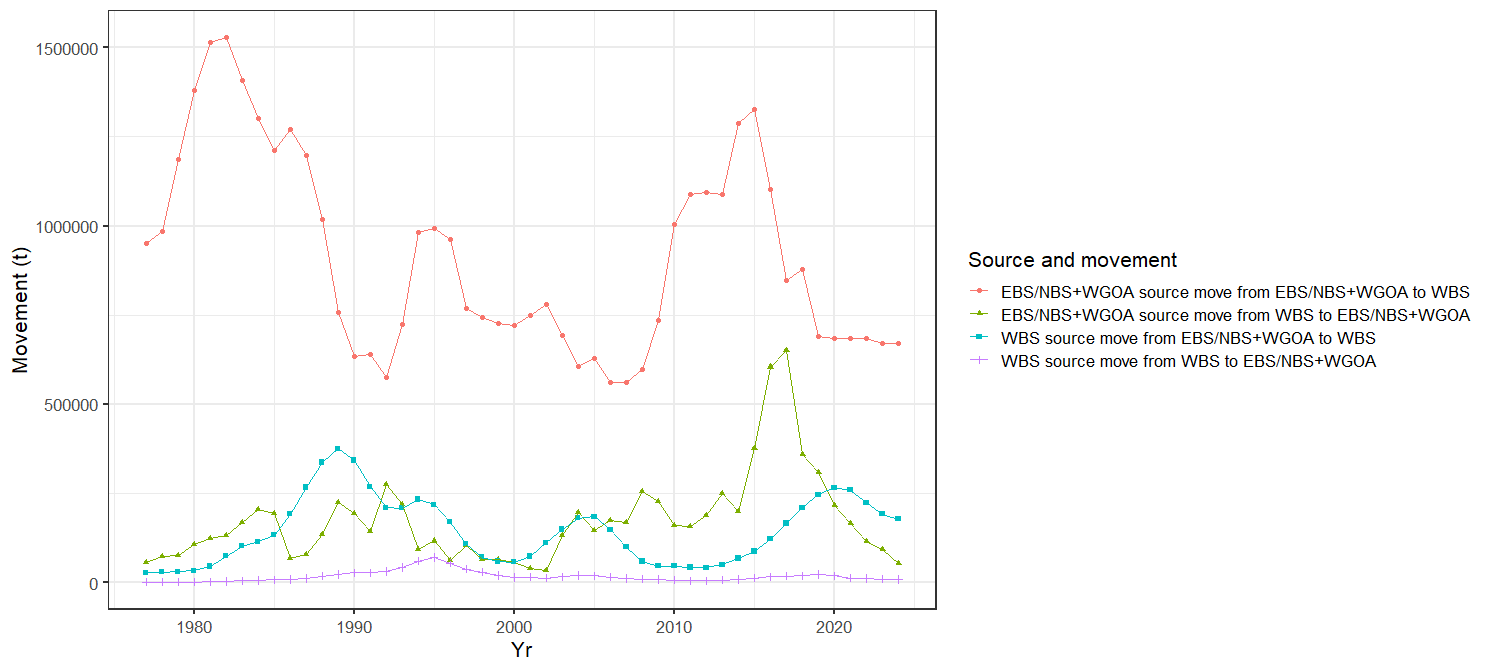 1500000
1000000
500000
0
Movement (t)
1980 1990 2000 2010 2020
Yr
Source and movement
EBS/NBS+WGOA source move from EBS/NBS+WGOA to WBS
EBS/NBS+WGOA source move from WBS to EBS/NBS+WGOA
WBS source move from EBS/NBS+WGOA to WBS
WBS source move from WBS to EBS/NBS+WGOA